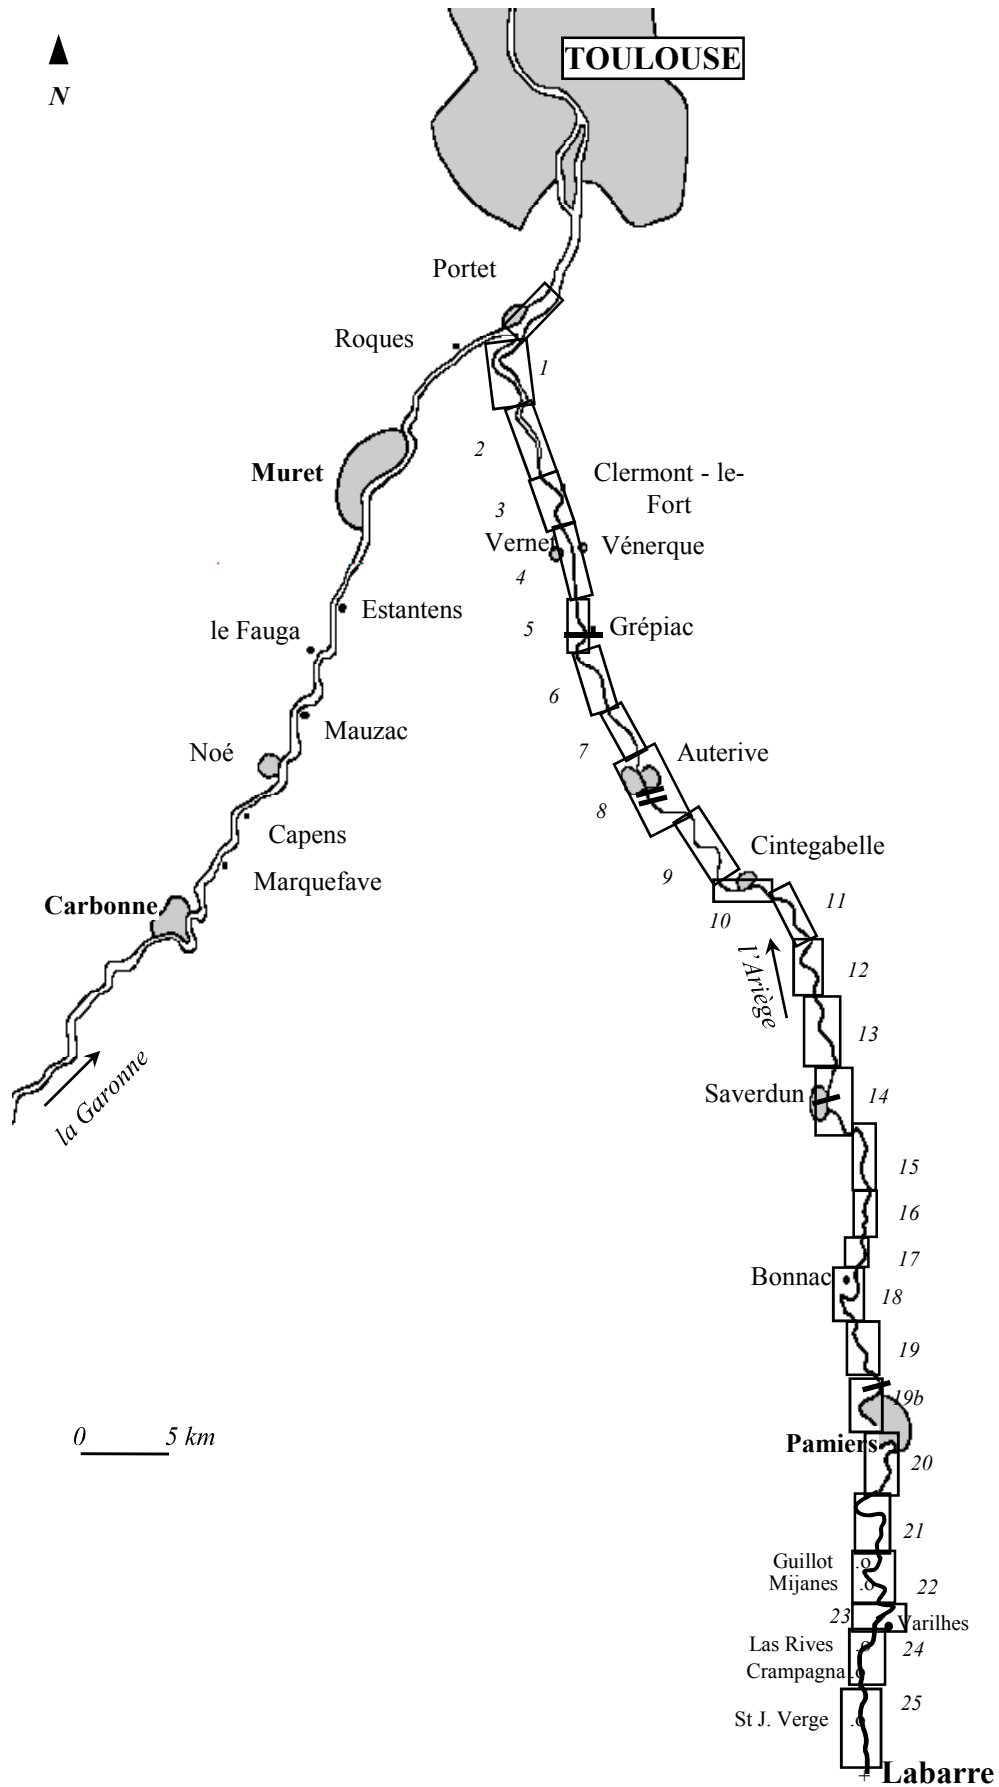 TOULOUSE
N
Portet
Roques
1
2
Muret
Clermont - le-
Fort
3
Vernet
Vénerque
4
Estantens
5
Grépiac
le Fauga
6
Mauzac
Noé
7
Auterive
8
Capens
Cintegabelle
Marquefave
9
Carbonne
10
11
l'Ariège
12
13
la Garonne
Saverdun
14
15
16
17
Bonnac
18
19
19b
0 5 km
Pamiers
20
21
Guillot
Mijanes
22
23
Varilhes
Las Rives
24
Crampagna
25
St J. Verge
Labarre